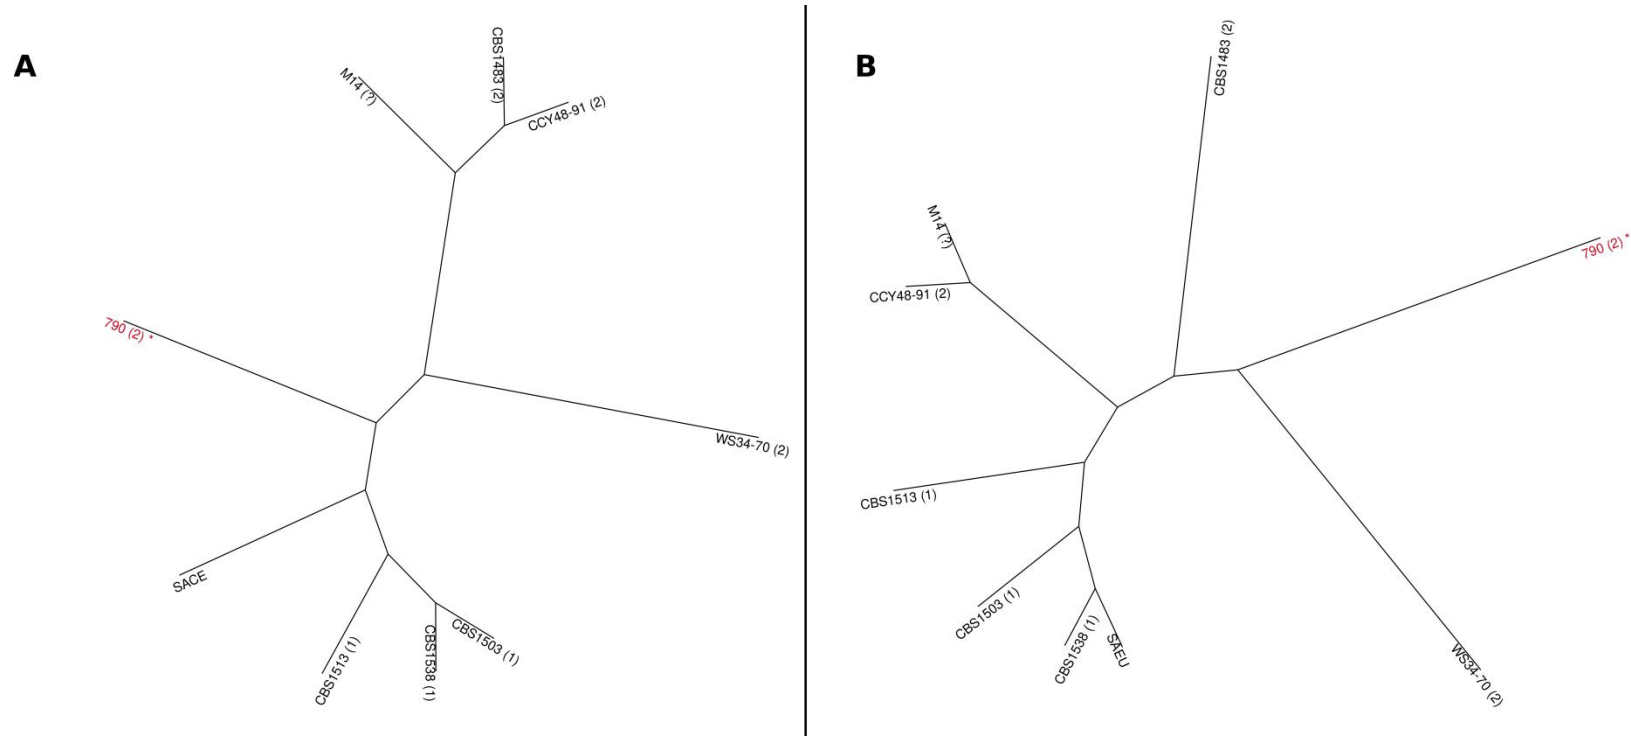 A
M14 (?)
CBS1483 (2)
CCY48-91 (2)
790 (2) *
WS34-70 (2)
SACE
CBS1513 (1)
CBS1538 (1)
CBS1503 (1)
B
CBS1483 (2)
M14 (?)
790 (2) *
CCY48-91 (2)
CBS1513 (1)
CBS1503 (1)
CBS1538 (1)
SAEU
WS34-70 (2)